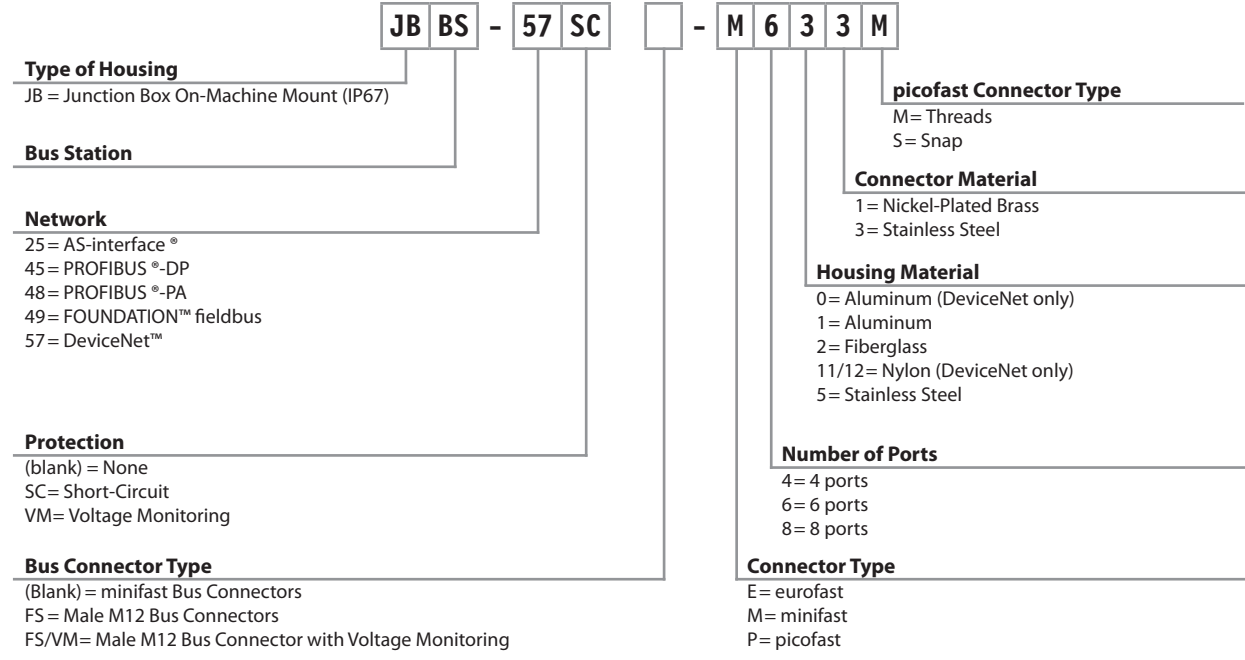 JB BS - 57 SC - M 6 3 3 M
Type of Housing
JB = Junction Box On-Machine Mount (IP67)
Bus Station
Network
25 = AS-interface ®
45 = PROFIBUS ®-DP
48 = PROFIBUS ®-PA
49 = FOUNDATION™ fieldbus
57 = DeviceNet™
Protection
(blank) = None
SC = Short-Circuit
VM = Voltage Monitoring
Bus Connector Type
(Blank) = minifast Bus Connectors
FS = Male M12 Bus Connectors
FS/VM= Male M12 Bus Connector with Voltage Monitoring
picofast Connector Type
M = Threads
S = Snap
Connector Material
1 = Nickel-Plated Brass
3 = Stainless Steel
Housing Material
0 = Aluminum (DeviceNet only)
1 = Aluminum
2 = Fiberglass
11/12= Nylon (DeviceNet only)
5 = Stainless Steel
Number of Ports
4 = 4 ports
6 = 6 ports
8 = 8 ports
Connector Type
E = eurofast
M = minifast
P = picofast